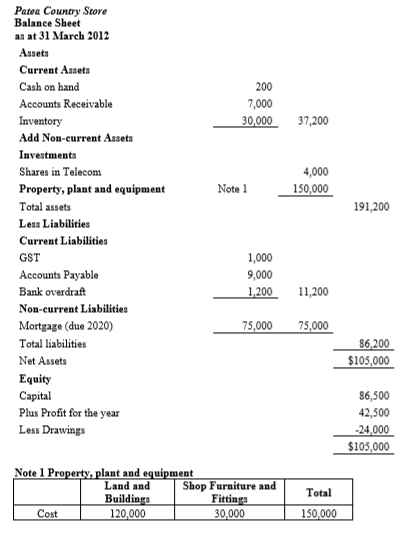 Patea Country Store
Balance Sheet
as at 31 March 2012
Assets
Current Assets
Cash on hand 200
Accounts Receivable 7,000
Inventory 30,000 37,200
Add Non-current Assets
Investments
Shares in Telecom 4,000
Property, plant and equipment Note 1 150,000
Total assets 191,200
Less Liabilities
Current Liabilities
GST 1,000
Accounts Payable 9,000
Bank overdraft 1,200 11,200
Non-current Liabilities
Mortgage (due 2020) 75,000 75,000
Total liabilities 86,200
Net Assets $105,000
Equity
Capital 86,500
Plus Profit for the year 42,500
Less Drawings -24,000
$105,000
Note 1 Property, plant and equipment
Land and Buildings Shop Furniture and Fittings Total
Cost 120,000 30,000 150,000